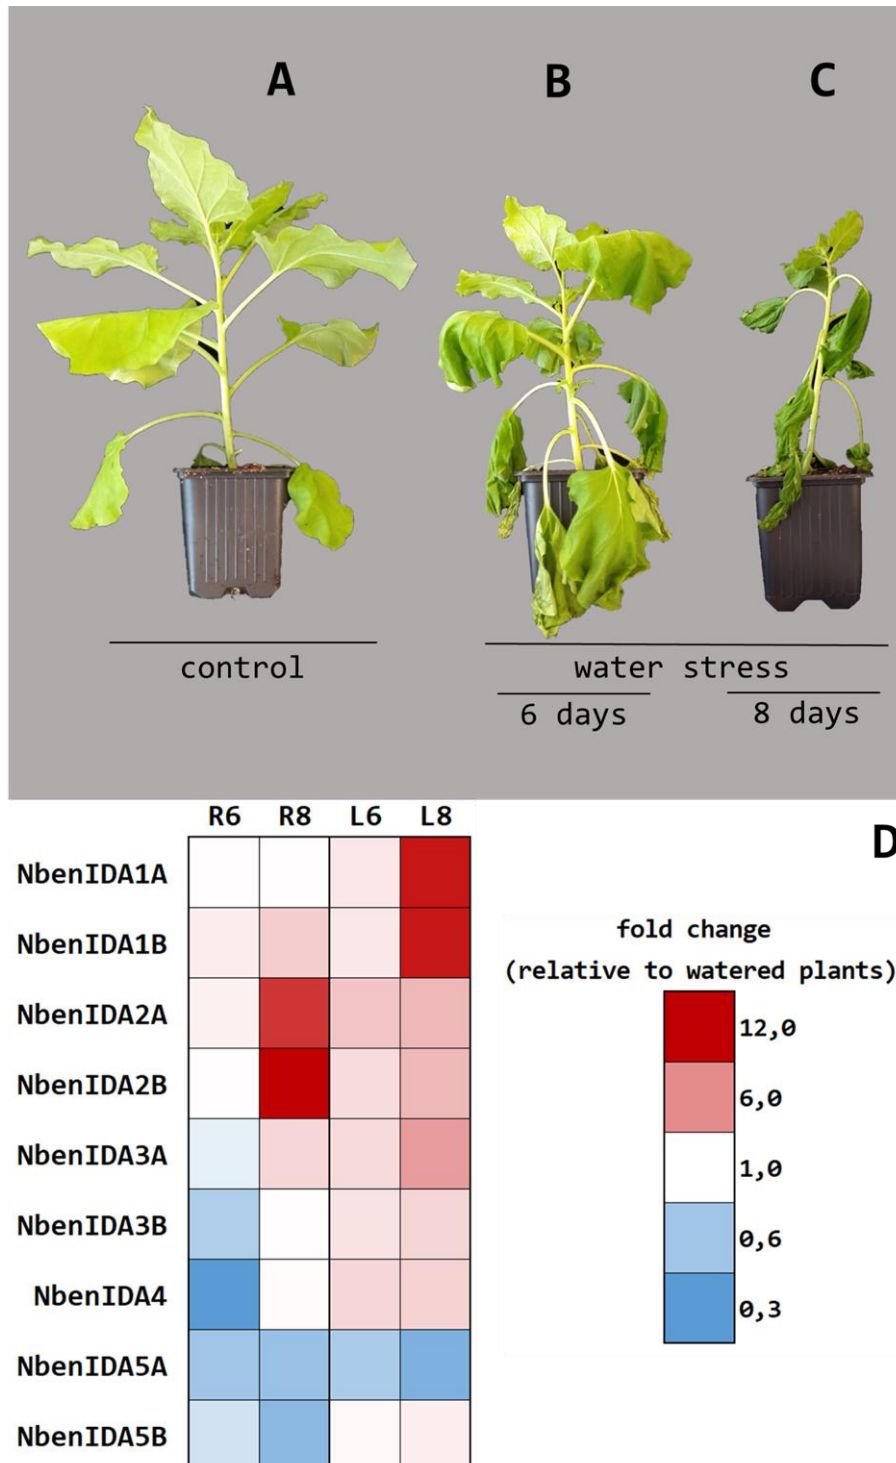 A B C
control
water stress
6 days 8 days
D
R6 R8 L6 L8
NbenIDA1A
NbenIDA1B
NbenIDA2A
NbenIDA2B
NbenIDA3A
NbenIDA3B
NbenIDA4
NbenIDA5A
NbenIDA5B
fold change
(relative to watered plants)
12,0
6,0
1,0
0,6
0,3